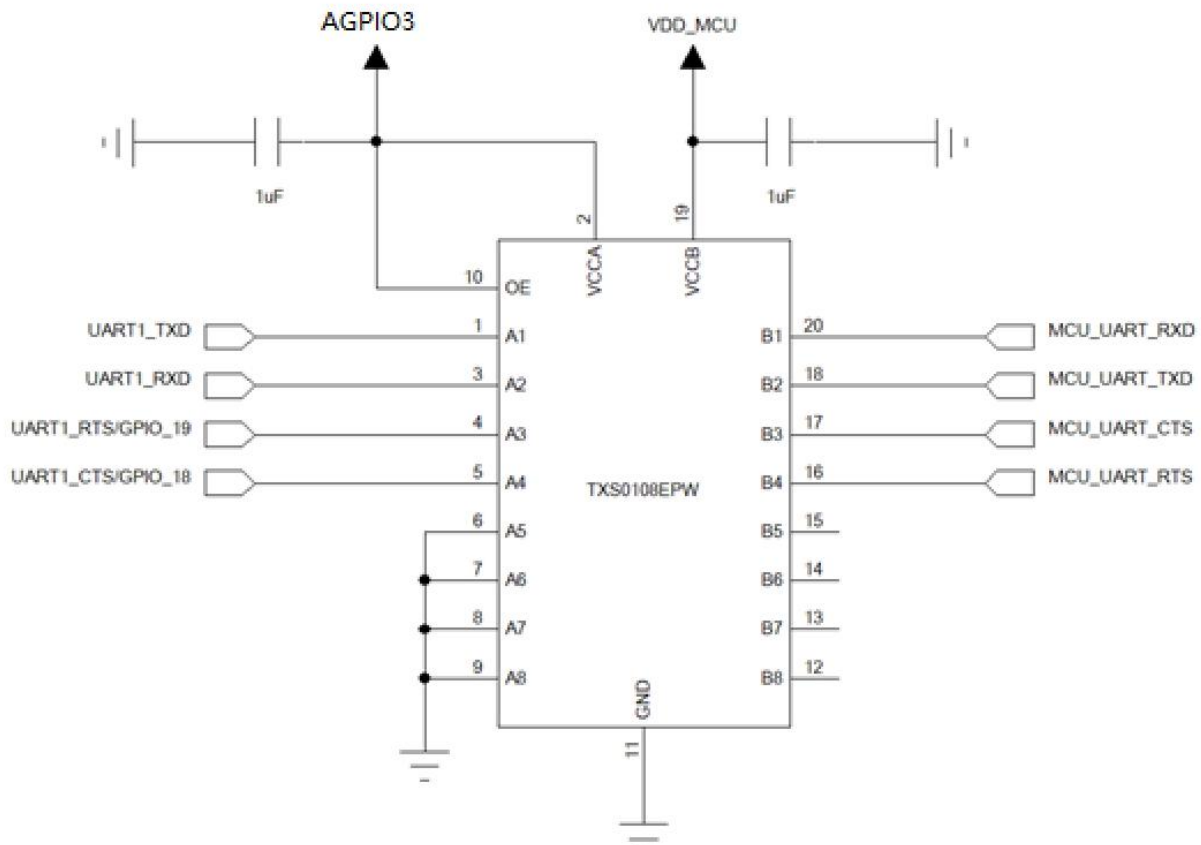 AGPIO3
VDD_MCU
1uF
1uF
2
19
VCCA
VCCB
10 OE
UART1_TXD 1 A1 B1 20 MCU_UART_RXD
UART1_RXD 3 A2 B2 18 MCU_UART_TXD
UART1_RTS/GPIO_19 4 A3 B3 17 MCU_UART_CTS
UART1_CTS/GPIO_18 5 A4 B4 16 MCU_UART_RTS
TXS0108EPW
6 A5 B5 15
7 A6 B6 14
8 A7 B7 13
9 A8 B8 12
GND
11